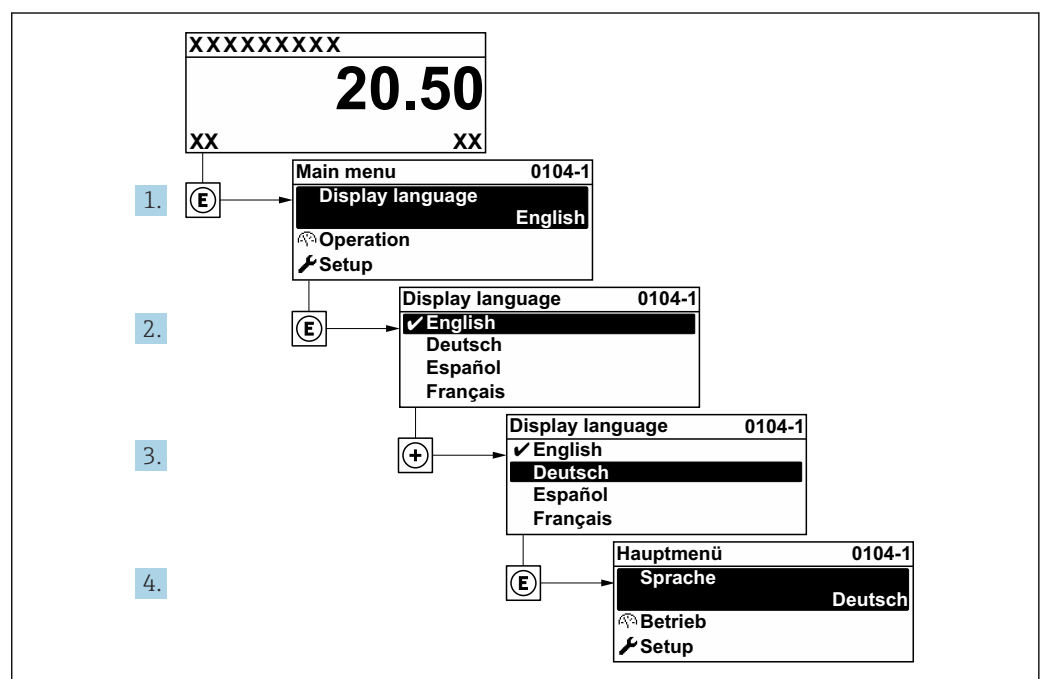 XXXXXXXXX
20.50
XX XX
1. E
Main menu 0104-1
Display language
English
Operation
Setup
2. E
Display language 0104-1
✔English
Deutsch
Español
Français
3. +
Display language 0104-1
✔English
Deutsch
Español
Français
4. E
Hauptmenü 0104-1
Sprache
Deutsch
Betrieb
Setup